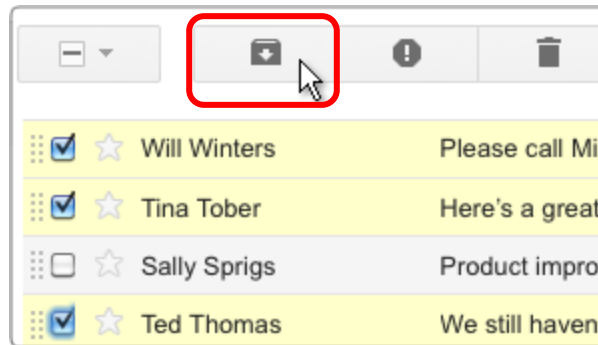 Will Winters Please call Mi
Tina Tober Here's a great
Sally Sprigs Product impro
Ted Thomas We still haven